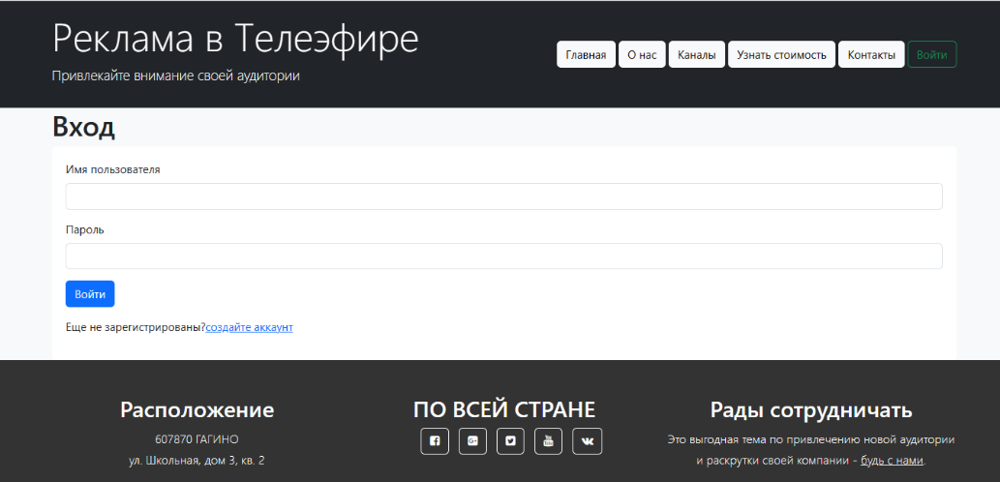 Реклама в Телеэфире
Привлекайте внимание своей аудитории
Главная О нас Каналы Узнать стоимость Контакты Войти
Вход
Имя пользователя
Пароль
Войти
Еще не зарегистрированы?создайте аккаунт
Расположение
607870 ГАГИНО
ул. Школьная, дом 3, кв. 2
ПО ВСЕЙ СТРАНЕ
Рады сотрудничать
Это выгодная тема по привлечению новой аудитории
и раскрутки своей компании - будь с нами.